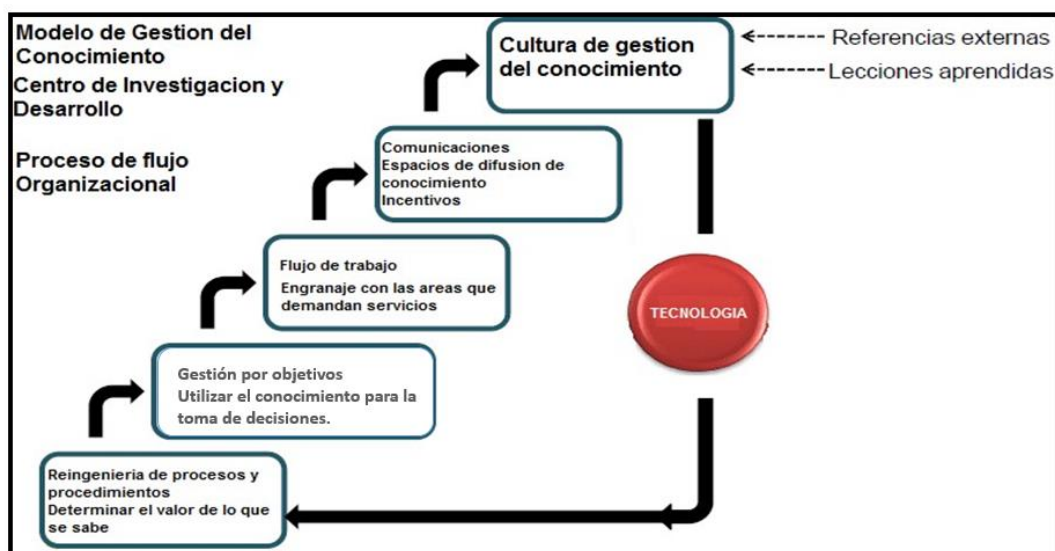 Modelo de Gestion del
Conocimiento
Centro de Investigacion y
Desarrollo
Proceso de flujo
Organizacional
Cultura de gestion
del conocimiento
Referencias externas
Lecciones aprendidas
Comunicaciones
Espacios de difusion de
conocimiento
Incentivos
Flujo de trabajo
Engranaje con las areas que
demandan servicios
TECNOLOGIA
Gestión por objetivos
Utilizar el conocimiento para la
toma de decisiones.
Reingenieria de procesos y
procedimientos
Determinar el valor de lo que
se sabe